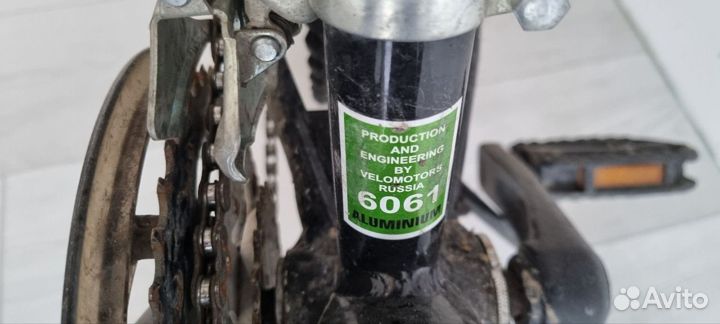 PRODUCTION
AND
ENGINEERING
BY
VELOMOTORS
RUSSIA
6061
ALUMINIUM
Avito